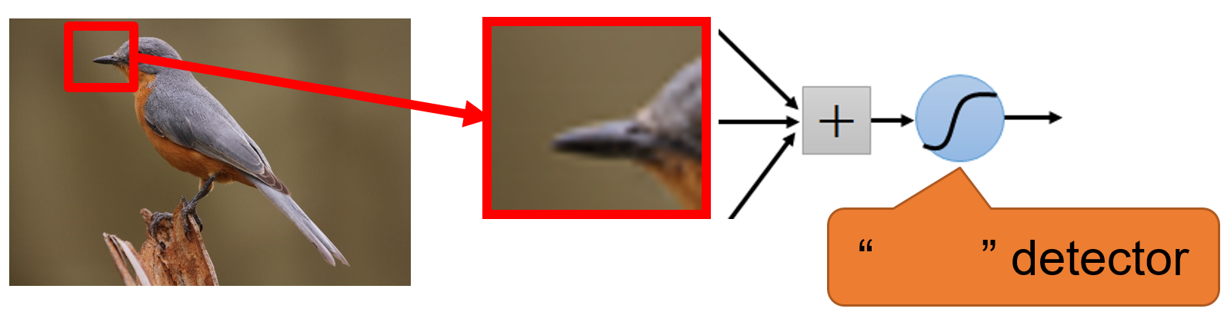 +
“ ” detector